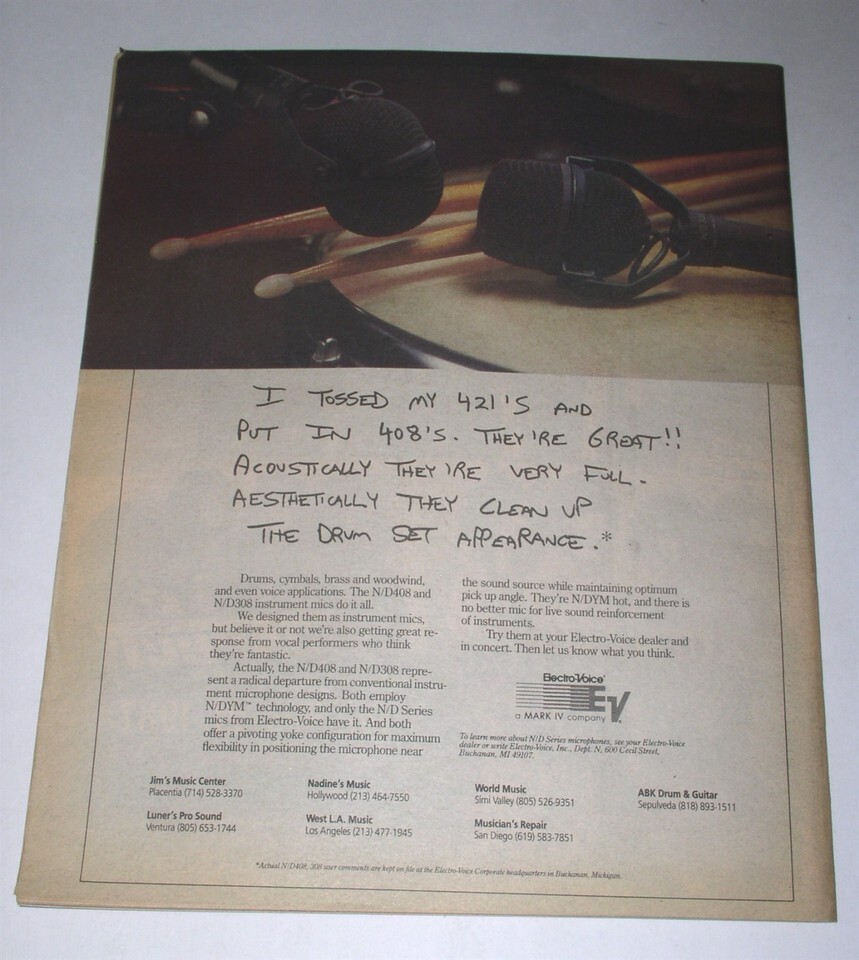 I TOSSED MY 421'S AND
PUT IN 408'S. THEY'RE GREAT!!
ACOUSTICALLY THEY'RE VERY FULL.
AESTHETICALLY THEY CLEAN UP
THE DRUM SET APPEARANCE.*
Drums, cymbals, brass and woodwind,
and even voice applications. The N/D408 and
N/D308 instrument mics do it all.
We designed them as instrument mics,
but believe it or not we're also getting great re-
sponse from vocal performers who think
they're fantastic.
Actually, the N/D408 and N/D308 repre-
sent a radical departure from conventional instru-
ment microphone designs. Both employ
N/DYM™ technology, and only the N/D Series
mics from Electro-Voice have it. And both
offer a pivoting yoke configuration for maximum
flexibility in positioning the microphone near
the sound source while maintaining optimum
pick up angle. They're N/DYM hot, and there is
no better mic for live sound reinforcement
of instruments.
Try them at your Electro-Voice dealer and
in concert. Then let us know what you think.
Electro-Voice®
EV
a MARK IV company
To learn more about N/D Series microphones, see your Electro-Voice
dealer or write Electro-Voice, Inc., Dept. N, 600 Cecil Street,
Buchanan, MI 49107.
Jim's Music Center
Placentia (714) 528-3370
Nadine's Music
Hollywood (213) 464-7550
World Music
Simi Valley (805) 526-9351
ABK Drum & Guitar
Sepulveda (818) 893-1511
Luner's Pro Sound
Ventura (805) 653-1744
West L.A. Music
Los Angeles (213) 477-1945
Musician's Repair
San Diego (619) 583-7851
*Actual N/D408, 308 user comments are kept on file at the Electro-Voice Corporate headquarters in Buchanan, Michigan.